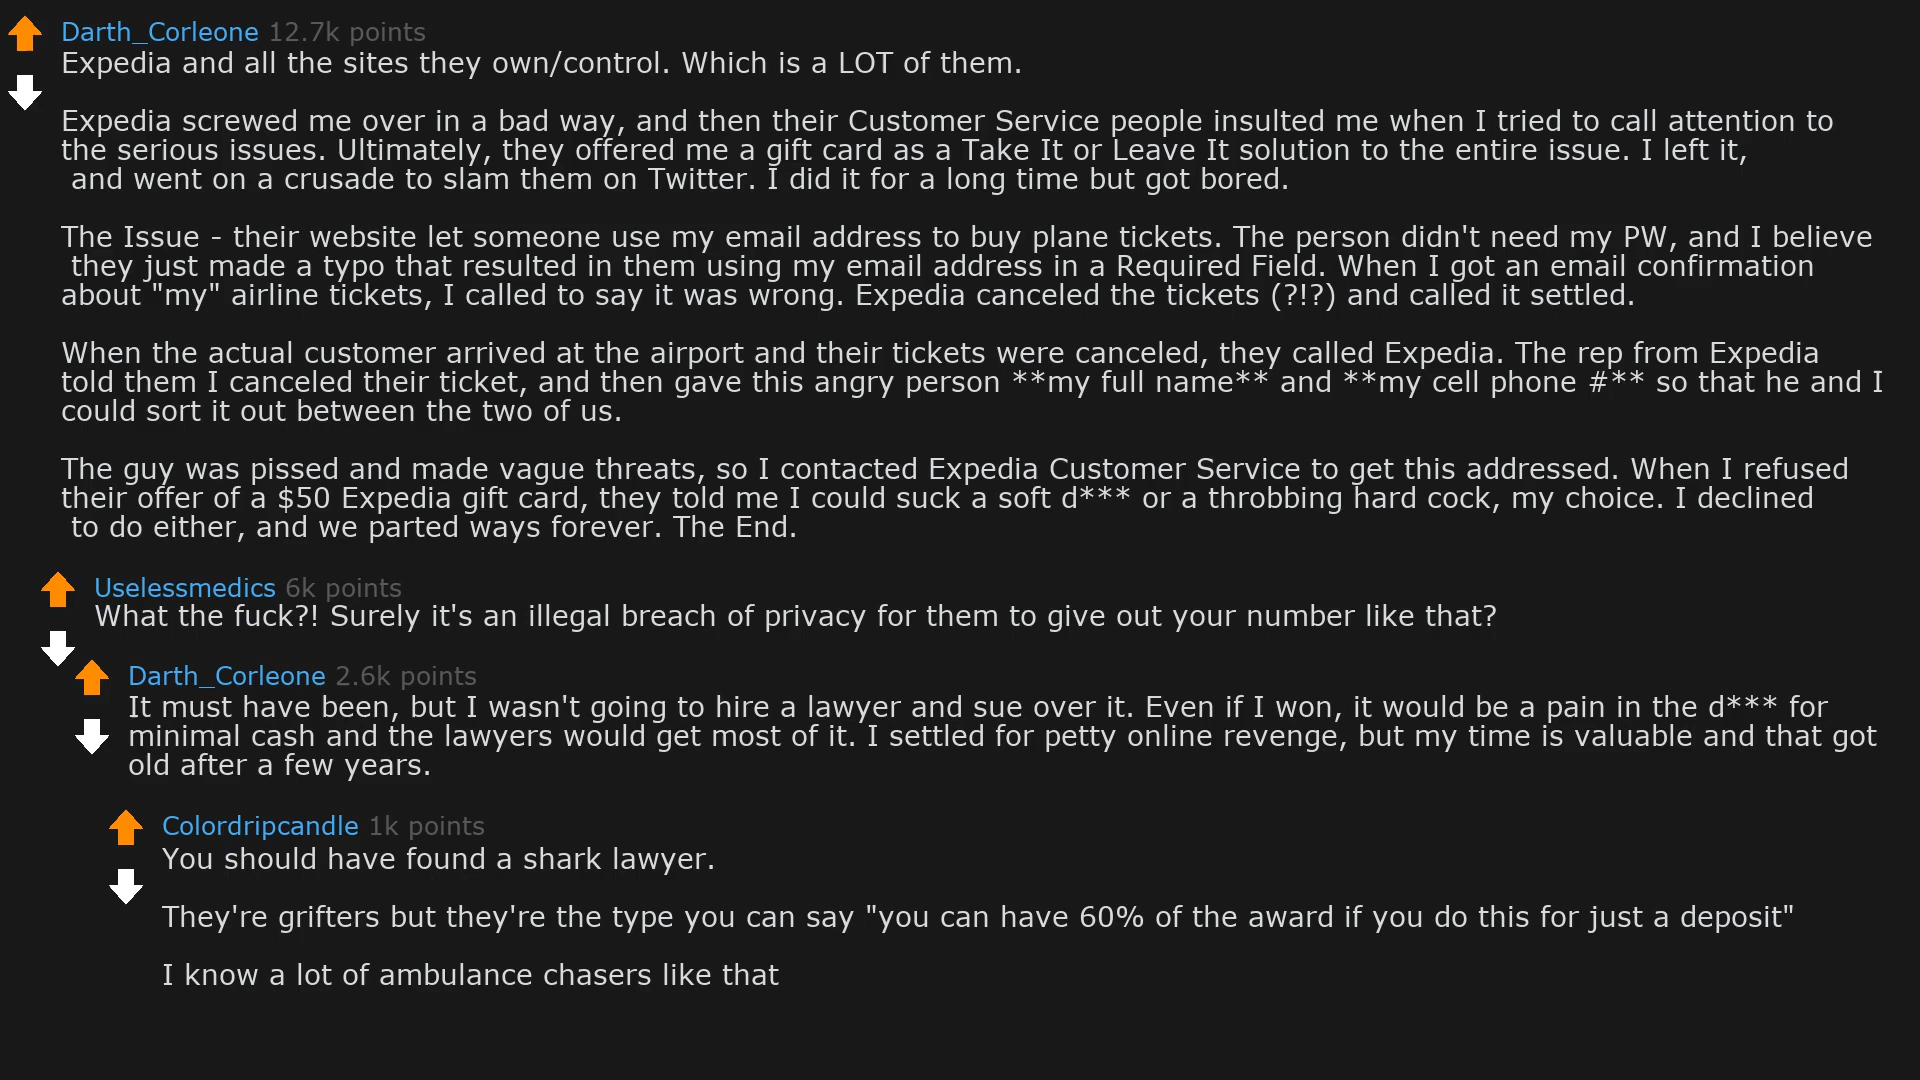 Darth_Corleone 12.7k points
Expedia and all the sites they own/control. Which is a LOT of them.
Expedia screwed me over in a bad way, and then their Customer Service people insulted me when I tried to call attention to
the serious issues. Ultimately, they offered me a gift card as a Take It or Leave It solution to the entire issue. I left it,
and went on a crusade to slam them on Twitter. I did it for a long time but got bored.
The Issue - their website let someone use my email address to buy plane tickets. The person didn't need my PW, and I believe
they just made a typo that resulted in them using my email address in a Required Field. When I got an email confirmation
about "my" airline tickets, I called to say it was wrong. Expedia canceled the tickets (?!?) and called it settled.
When the actual customer arrived at the airport and their tickets were canceled, they called Expedia. The rep from Expedia
told them I canceled their ticket, and then gave this angry person **my full name** and **my cell phone #** so that he and I
could sort it out between the two of us.
The guy was pissed and made vague threats, so I contacted Expedia Customer Service to get this addressed. When I refused
their offer of a $50 Expedia gift card, they told me I could suck a soft d*** or a throbbing hard cock, my choice. I declined
to do either, and we parted ways forever. The End.
Uselessmedics 6k points
What the fuck?! Surely it's an illegal breach of privacy for them to give out your number like that?
Darth_Corleone 2.6k points
It must have been, but I wasn't going to hire a lawyer and sue over it. Even if I won, it would be a pain in the d*** for
minimal cash and the lawyers would get most of it. I settled for petty online revenge, but my time is valuable and that got
old after a few years.
Colordripcandle 1k points
You should have found a shark lawyer.
They're grifters but they're the type you can say "you can have 60% of the award if you do this for just a deposit"
I know a lot of ambulance chasers like that